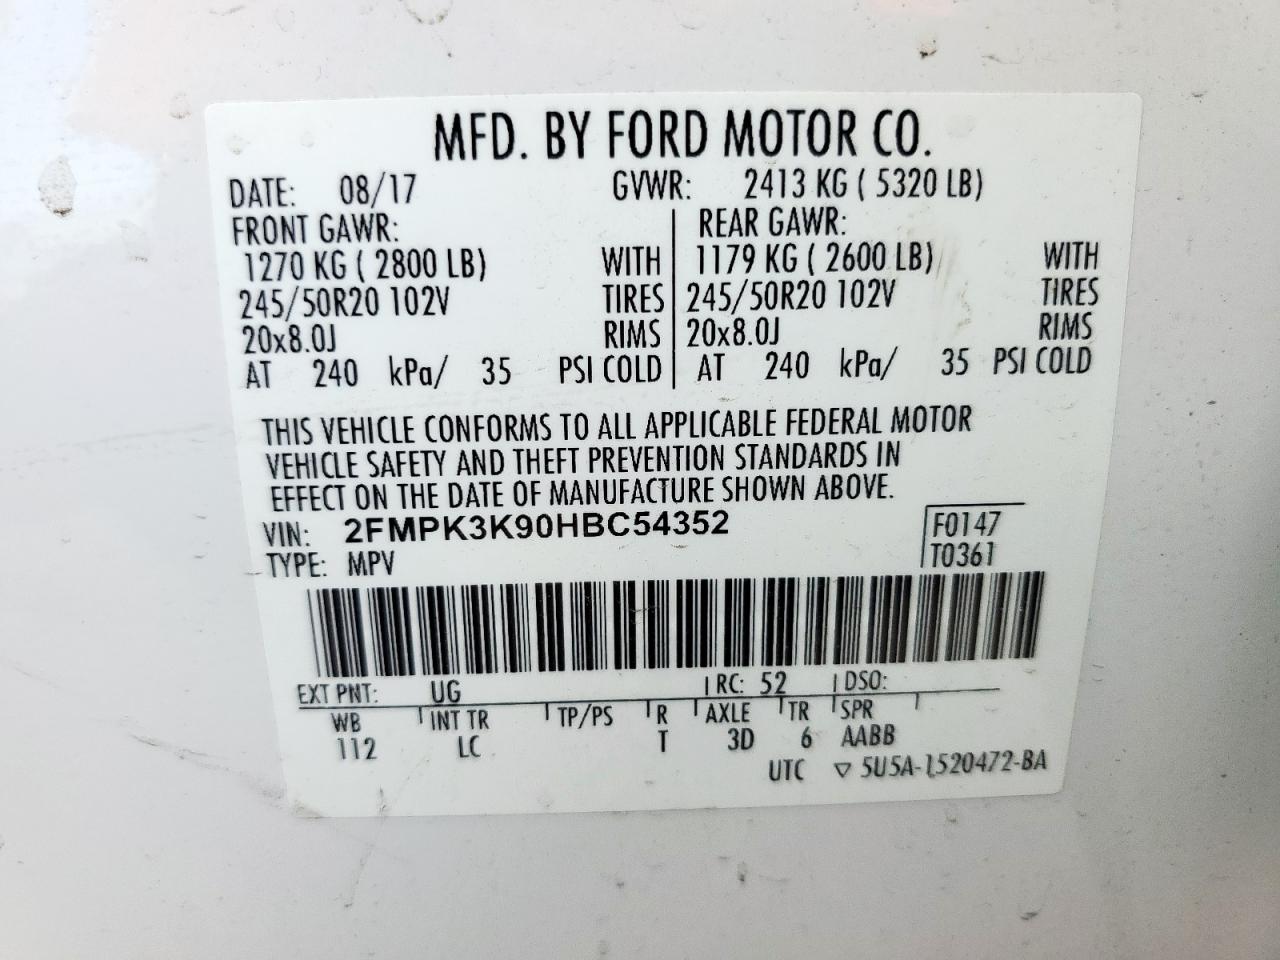 MFD. BY FORD MOTOR CO.
DATE: 08/17 GVWR: 2413 KG ( 5320 LB)
FRONT GAWR: REAR GAWR:
1270 KG ( 2800 LB) WITH 1179 KG ( 2600 LB) WITH
245/50R20 102V TIRES 245/50R20 102V TIRES
20x8.0J RIMS 20x8.0J RIMS
AT 240 kPa/ 35 PSI COLD AT 240 kPa/ 35 PSI COLD
THIS VEHICLE CONFORMS TO ALL APPLICABLE FEDERAL MOTOR
VEHICLE SAFETY AND THEFT PREVENTION STANDARDS IN
EFFECT ON THE DATE OF MANUFACTURE SHOWN ABOVE.
VIN: 2FMPK3K90HBC54352 F0147
TYPE: MPV T0361
EXT PNT: UG RC: 52 DSO:
WB INT TR TP/PS R AXLE TR SPR
112 LC T 3D 6 AABB
UTC ▽ 5U5A-1520472-BA